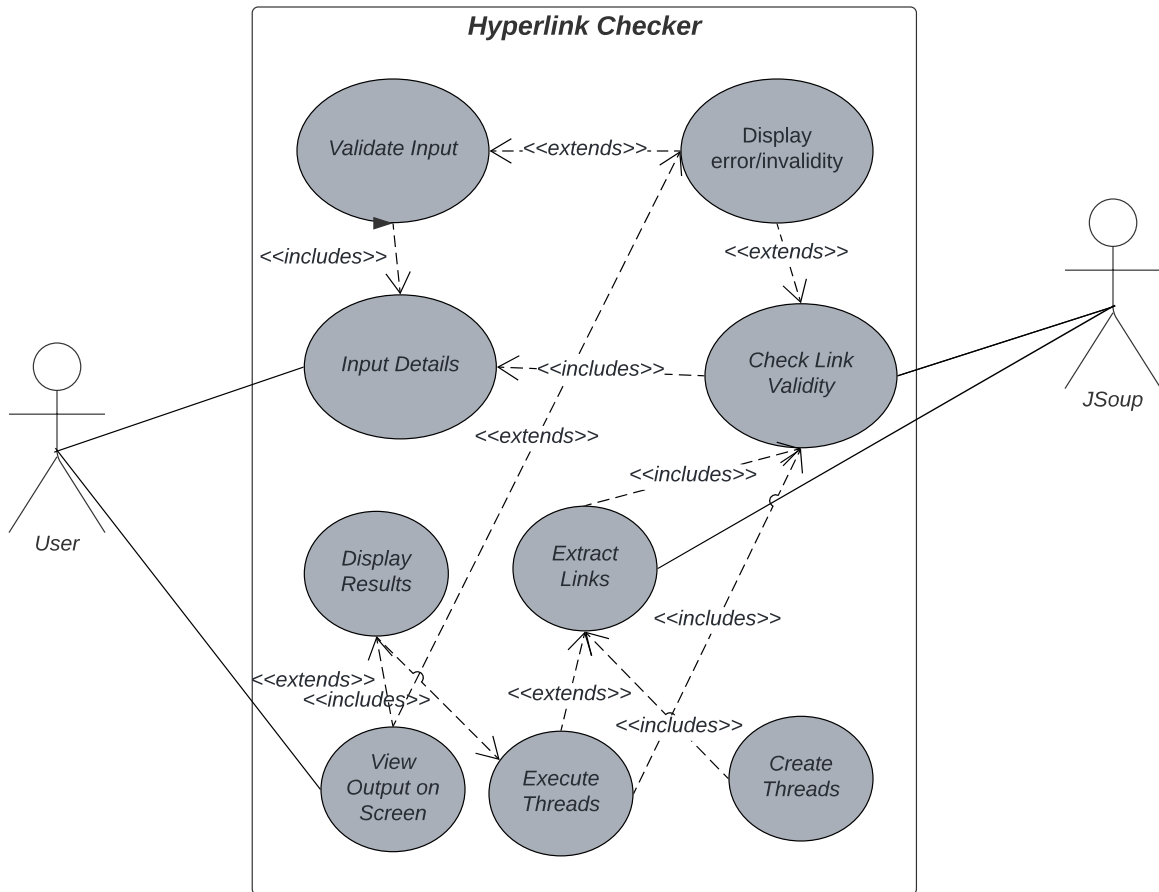 Hyperlink Checker
Validate Input
<<extends>>
Display
error/invalidity
<<includes>>
<<extends>>
Input Details
<<includes>>
Check Link
Validity
JSoup
<<extends>>
<<includes>>
User
Display
Results
Extract
Links
<<includes>>
<<extends>>
<<includes>>
<<extends>>
<<includes>>
View
Output on
Screen
Execute
Threads
Create
Threads